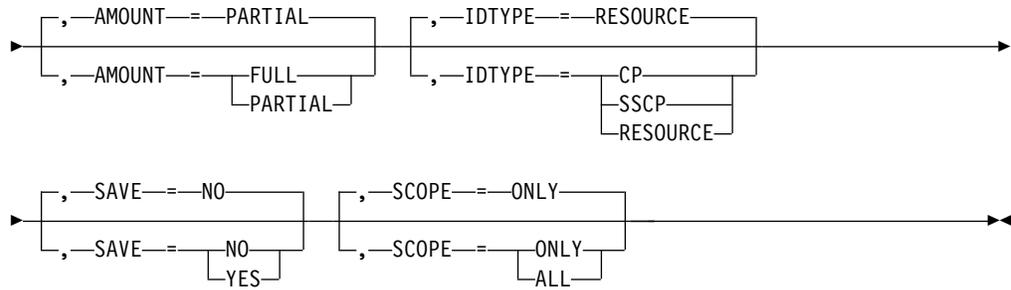 , AMOUNT = PARTIAL , IDTYPE = RESOURCE
, AMOUNT = FULL , IDTYPE = CP
PARTIAL SSCP
RESOURCE
, SAVE = NO , SCOPE = ONLY
, SAVE = NO , SCOPE = ONLY
YES ALL